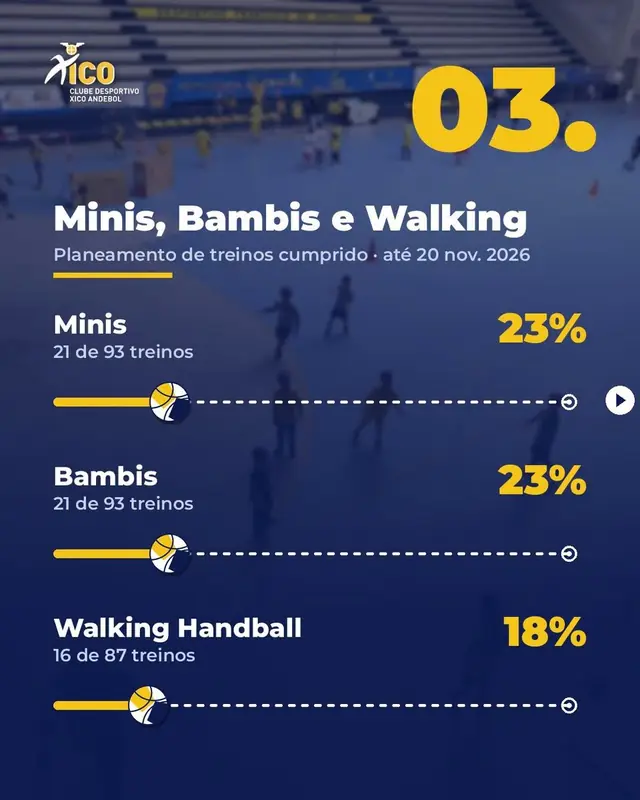 XICO
CLUBE DESPORTIVO
XICO ANDEBOL
03.
Minis, Bambis e Walking
Planeamento de treinos cumprido · até 20 nov. 2026
Minis
23%
21 de 93 treinos
Bambis
23%
21 de 93 treinos
Walking Handball
18%
16 de 87 treinos